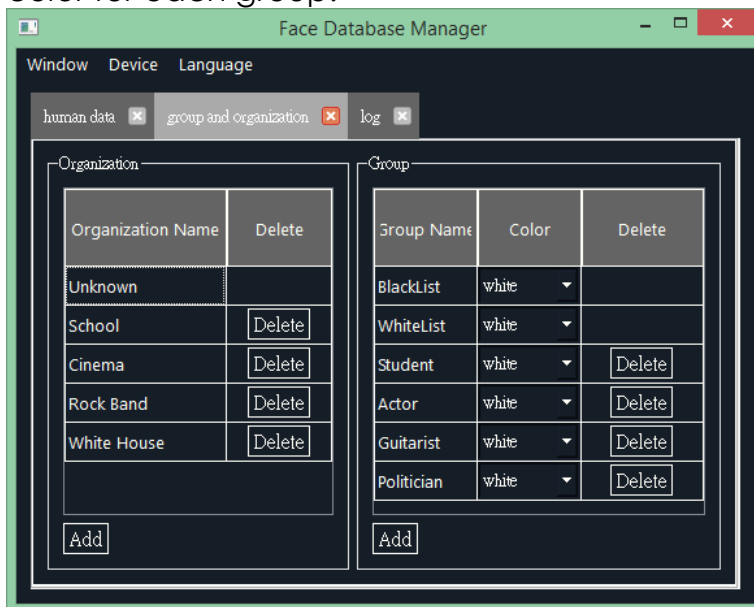 Face Database Manager
Window Device Language
human data group and organization log
Organization
Organization Name Delete
Unknown
School Delete
Cinema Delete
Rock Band Delete
White House Delete
Add
Group
Group Name Color Delete
BlackList white
WhiteList white
Student white Delete
Actor white Delete
Guitarist white Delete
Politician white Delete
Add